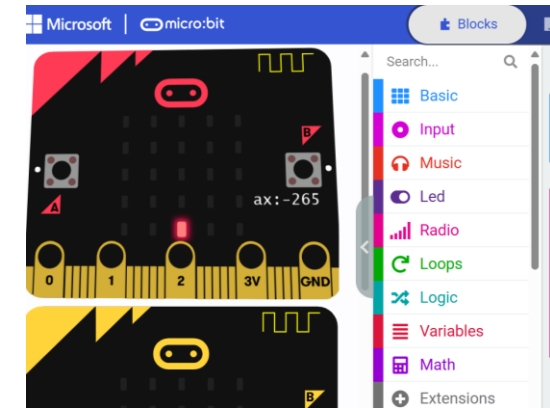 Microsoft
micro:bit
Blocks
Search...
Basic
Input
Music
Led
Radio
Loops
Logic
Variables
Math
Extensions
B
A
ax:-265
0
1
2
3V
GND
B